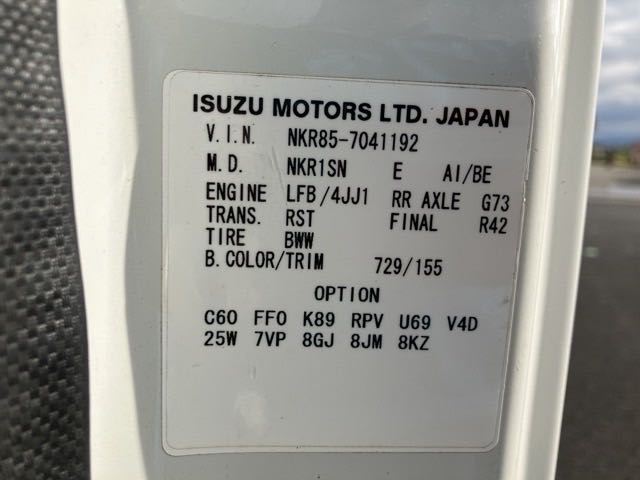 ISUZU MOTORS LTD. JAPAN
V.I.N. NKR85-7041192
M.D. NKR1SN E AI/BE
ENGINE LFB/4JJ1 RR AXLE G73
TRANS. RST FINAL R42
TIRE BWW
B.COLOR/TRIM 729/155
OPTION
C60 FF0 K89 RPV U69 V4D
25W 7VP 8GJ 8JM 8KZ